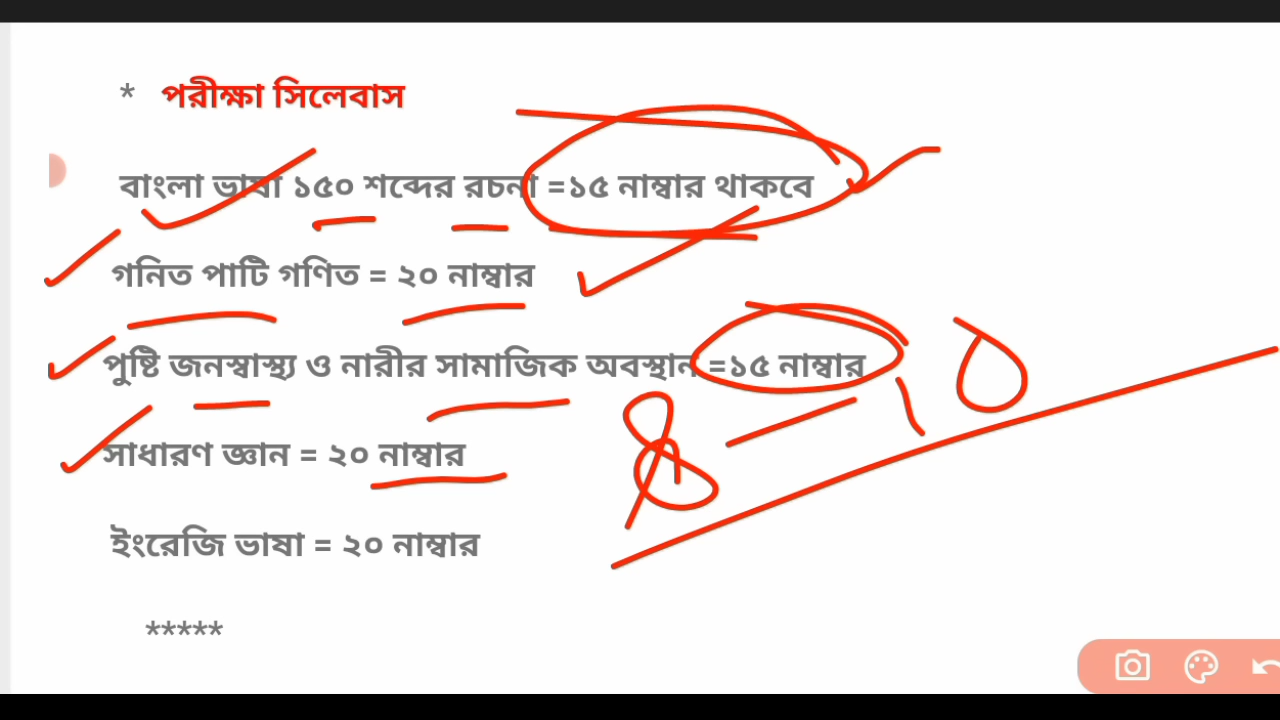 * পরীক্ষা সিলেবাস
বাংলা ভাষা ১৫০ শব্দের রচনা =১৫ নাম্বার থাকবে
গনিত পাটি গণিত = ২০ নাম্বার
পুষ্টি জনস্বাস্থ্য ও নারীর সামাজিক অবস্থান =১৫ নাম্বার
সাধারণ জ্ঞান = ২০ নাম্বার
ইংরেজি ভাষা = ২০ নাম্বার
*****